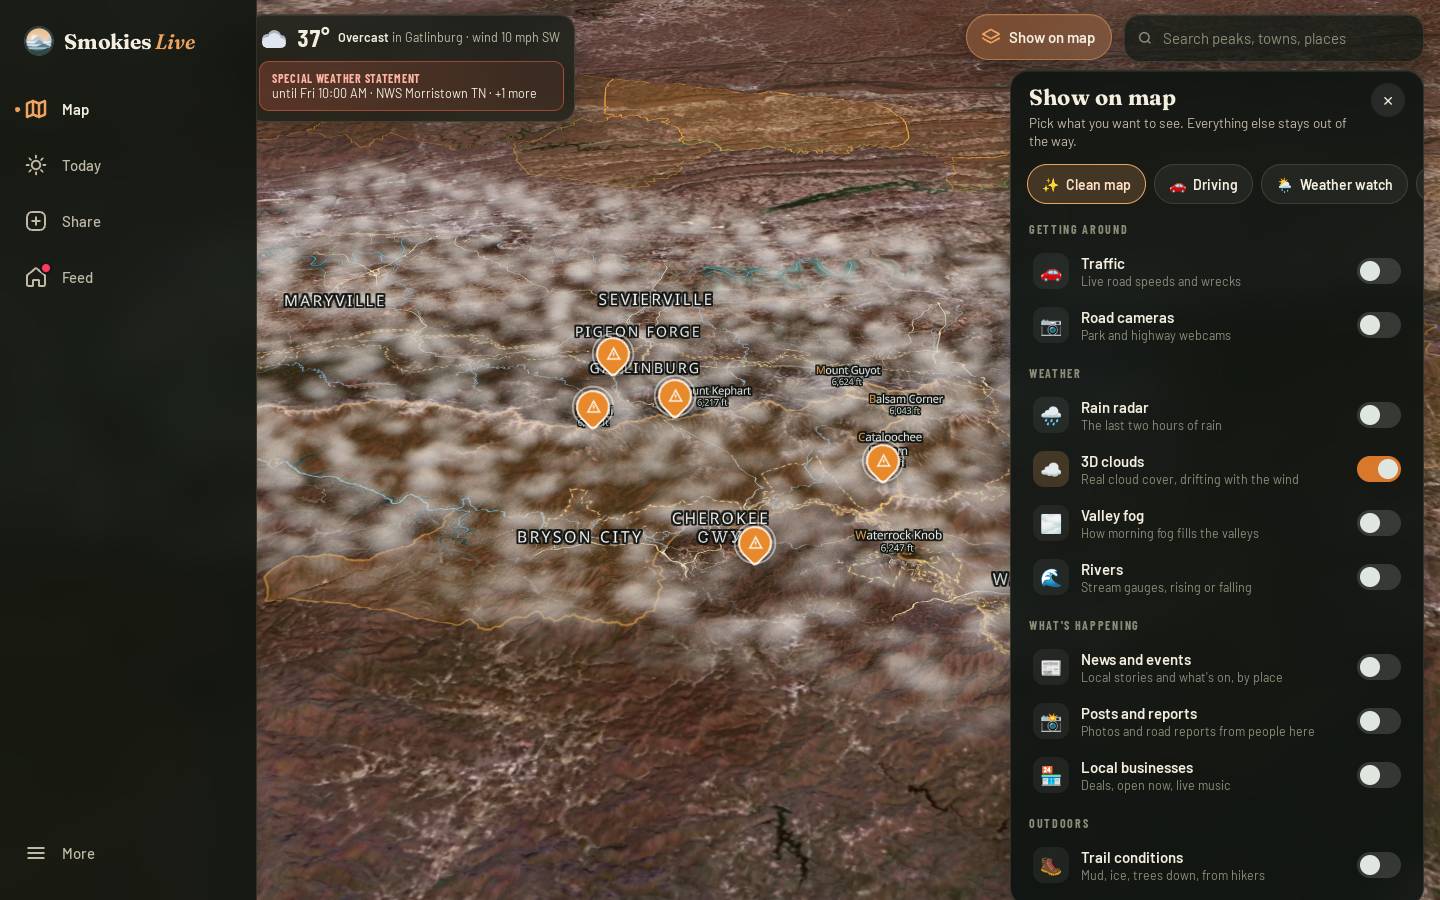 Smokies Live
Map
Today
Share
Feed
More
37° Overcast in Gatlinburg · wind 10 mph SW
SPECIAL WEATHER STATEMENT
until Fri 10:00 AM · NWS Morristown TN · +1 more
Show on map
Search peaks, towns, places
MARYVILLE
SEVIERVILLE
PIGEON FORGE
Mount Guyot
6,624 ft
6,217 ft
Balsam Corner
6,043 ft
Cataloochee
CHEROKEE
BRYSON CITY
Waterrock Knob
6,247 ft
Show on map
Pick what you want to see. Everything else stays out of
the way.
Clean map
Driving
Weather watch
GETTING AROUND
Traffic
Live road speeds and wrecks
Road cameras
Park and highway webcams
WEATHER
Rain radar
The last two hours of rain
3D clouds
Real cloud cover, drifting with the wind
Valley fog
How morning fog fills the valleys
Rivers
Stream gauges, rising or falling
WHAT'S HAPPENING
News and events
Local stories and what's on, by place
Posts and reports
Photos and road reports from people here
Local businesses
Deals, open now, live music
OUTDOORS
Trail conditions
Mud, ice, trees down, from hikers